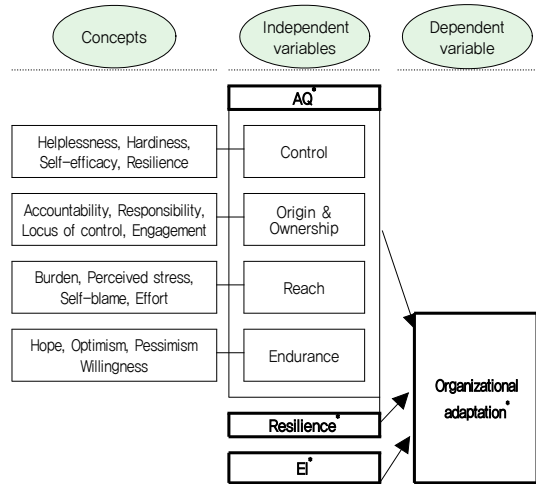 Concepts
Independent
variables
Dependent
variable
AQ*
Helplessness, Hardiness,
Self-efficacy, Resilience
Control
Accountability, Responsibility,
Locus of control, Engagement
Origin &
Ownership
Burden, Perceived stress,
Self-blame, Effort
Reach
Hope, Optimism, Pessimism
Willingness
Endurance
Organizational
adaptation*
Resilience*
EI*